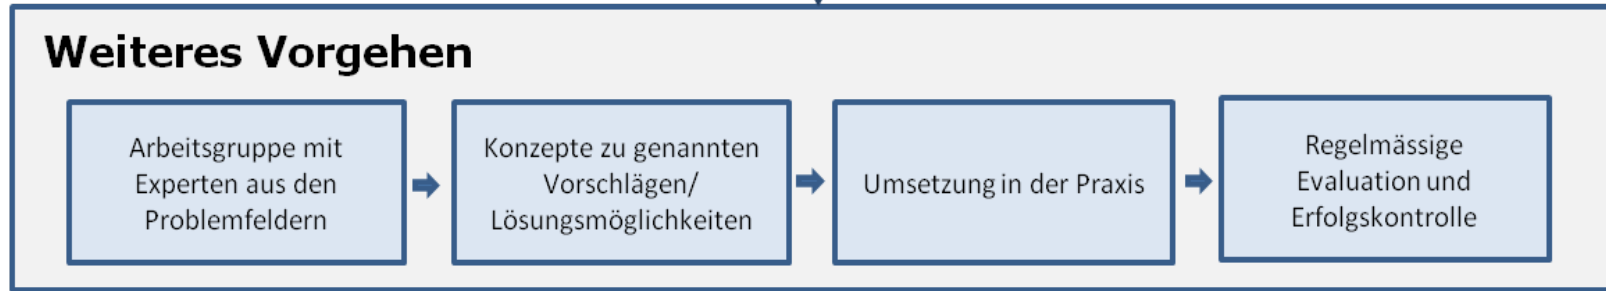 Weiteres Vorgehen
Arbeitsgruppe mit
Experten aus den
Problemfeldern
Konzepte zu genannten
Vorschlägen/
Lösungsmöglichkeiten
Umsetzung in der Praxis
Regelmässige
Evaluation und
Erfolgskontrolle